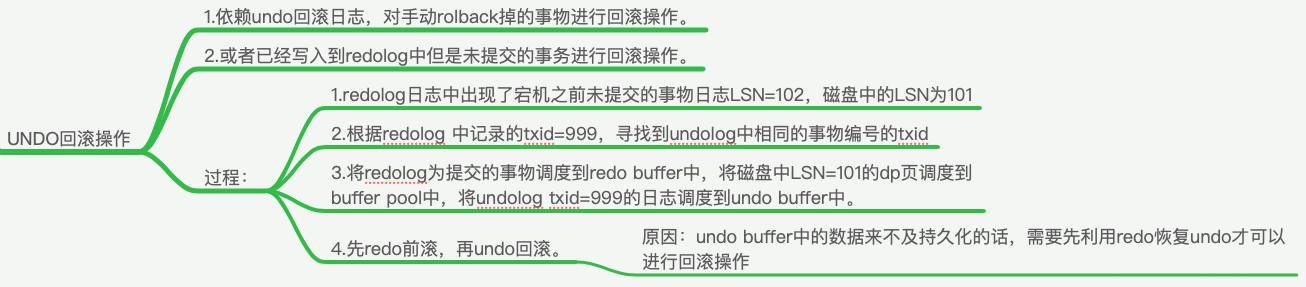 1.依赖undo回滚日志，对手动rolback掉的事物进行回滚操作。
2.或者已经写入到redolog中但是未提交的事务进行回滚操作。
UNDO回滚操作
过程：
1.redolog日志中出现了宕机之前未提交的事物日志LSN=102，磁盘中的LSN为101
2.根据redolog 中记录的txid=999，寻找到undolog中相同的事物编号的txid
3.将redolog为提交的事物调度到redo buffer中，将磁盘中LSN=101的dp页调度到
buffer pool中，将undolog txid=999的日志调度到undo buffer中。
4.先redo前滚，再undo回滚。
原因：undo buffer中的数据来不及持久化的话，需要先利用redo恢复undo才可以
进行回滚操作